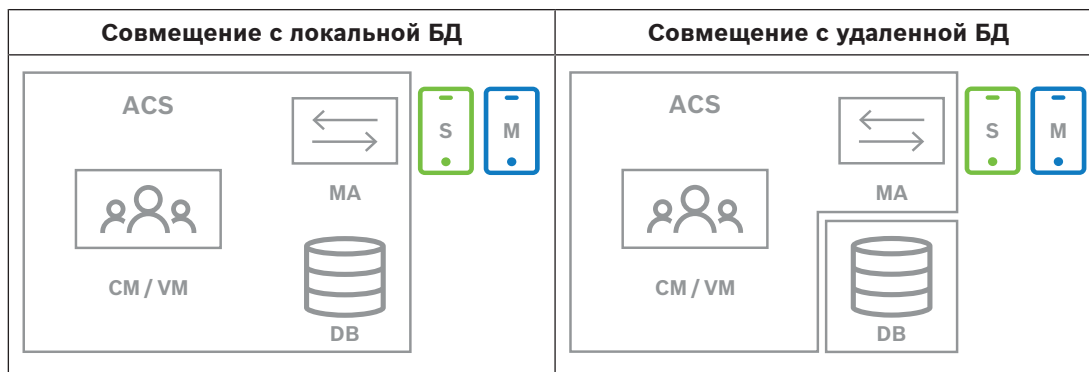 Совмещение с локальной БД
Совмещение с удаленной БД
ACS
S
M
MA
CM / VM
DB
ACS
S
M
MA
CM / VM
DB